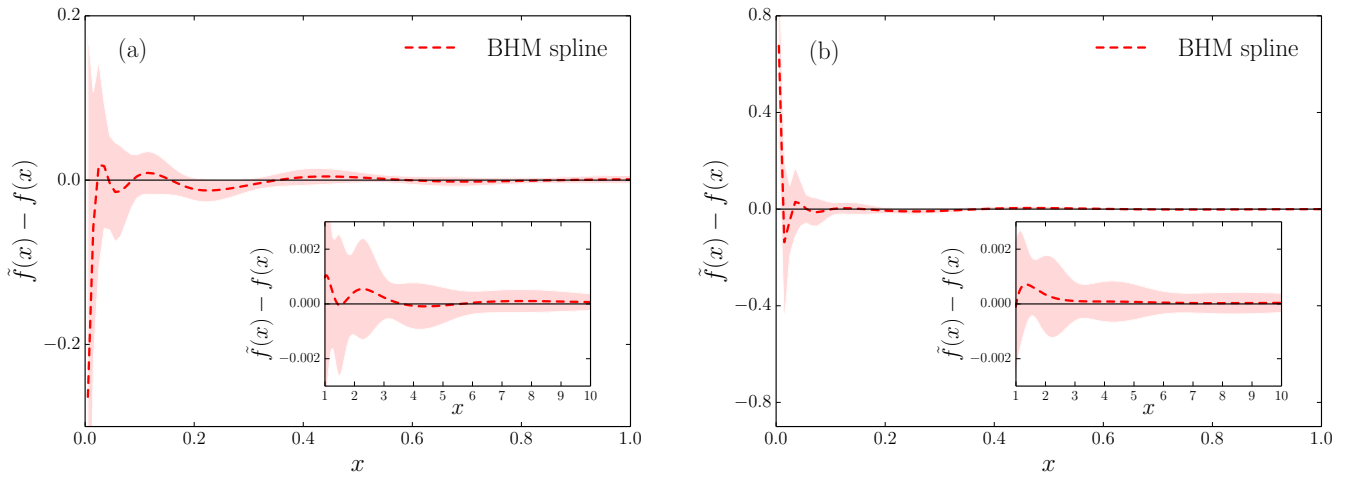 (a)
BHM spline
f̃(x) − f(x)
0.2
0.0
−0.2
0.0 0.2 0.4 0.6 0.8 1.0
x
f̃(x) − f(x)
0.002
0.000
−0.002
1 2 3 4 5 6 7 8 9 10
x
(b)
BHM spline
f̃(x) − f(x)
0.8
0.4
0.0
−0.4
−0.8
0.0 0.2 0.4 0.6 0.8 1.0
x
f̃(x) − f(x)
0.002
0.000
−0.002
1 2 3 4 5 6 7 8 9 10
x